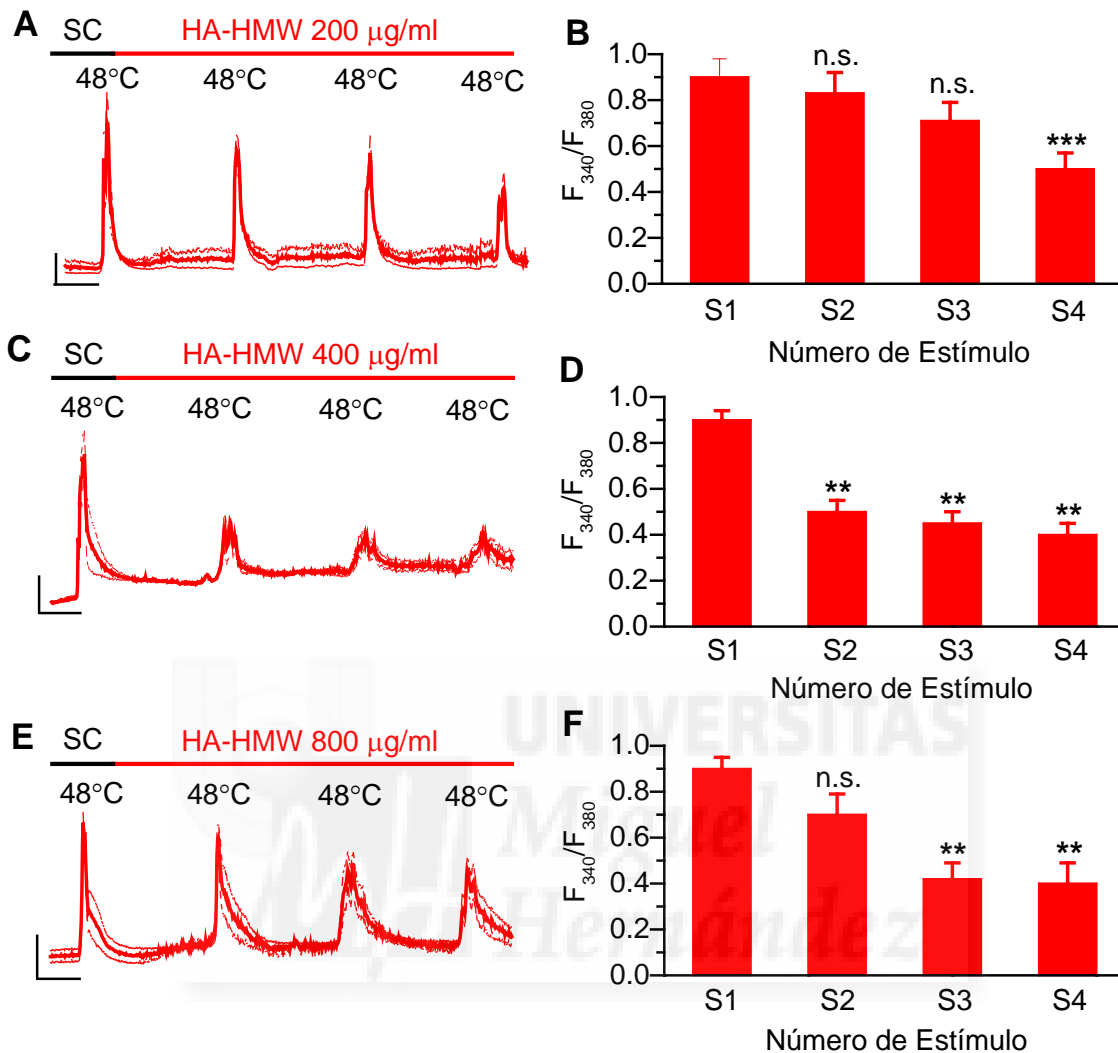 A
SC HA-HMW 200 μg/ml
48°C 48°C 48°C 48°C
B
1.0
0.8
0.6
0.4
0.2
0.0
F340/F380
n.s.
n.s.
***
S1 S2 S3 S4
Número de Estímulo
C
SC HA-HMW 400 μg/ml
48°C 48°C 48°C 48°C
D
1.0
0.8
0.6
0.4
0.2
0.0
F340/F380
** ** **
S1 S2 S3 S4
Número de Estímulo
E
SC HA-HMW 800 μg/ml
48°C 48°C 48°C 48°C
F
1.0
0.8
0.6
0.4
0.2
0.0
F340/F380
n.s.
** **
S1 S2 S3 S4
Número de Estímulo
UNIVERSITAS
Miguel
Hernández